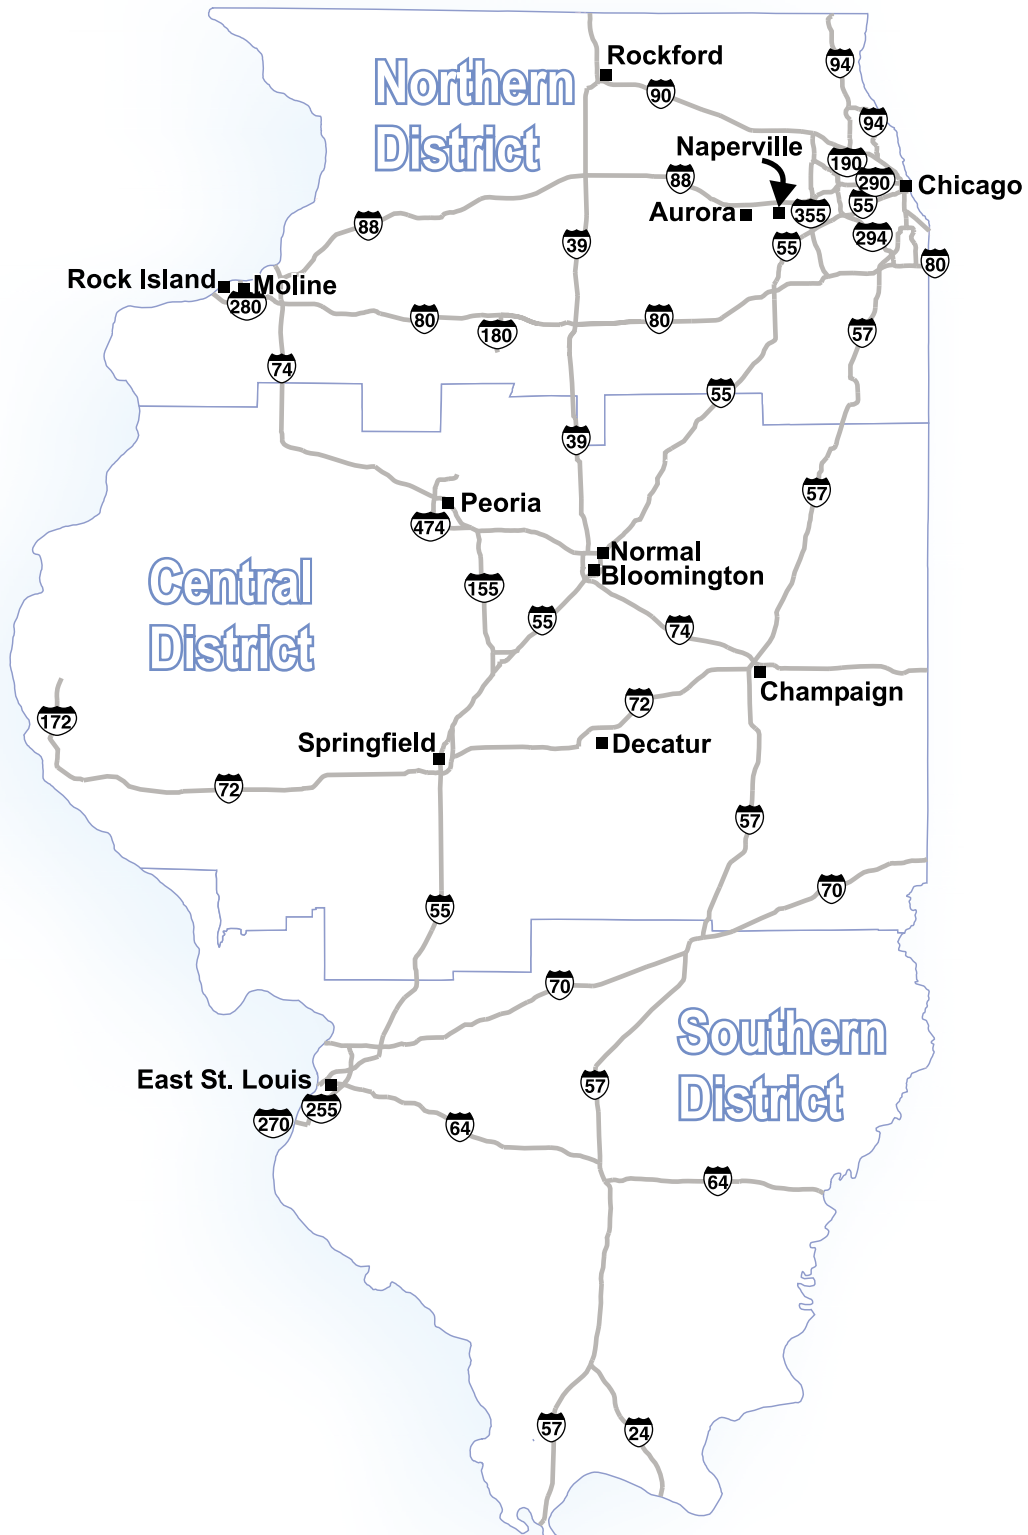 Northern
District
Rockford
90
94
94
Naperville
190
290
Chicago
88
Aurora
355
55
88
39
55
294
80
Rock Island
Moline
280
80
180
80
57
74
55
39
57
Peoria
474
Normal
Bloomington
Central
District
155
55
74
Champaign
72
172
Springfield
Decatur
72
57
70
55
70
Southern
District
East St. Louis
57
255
270
64
64
57
24